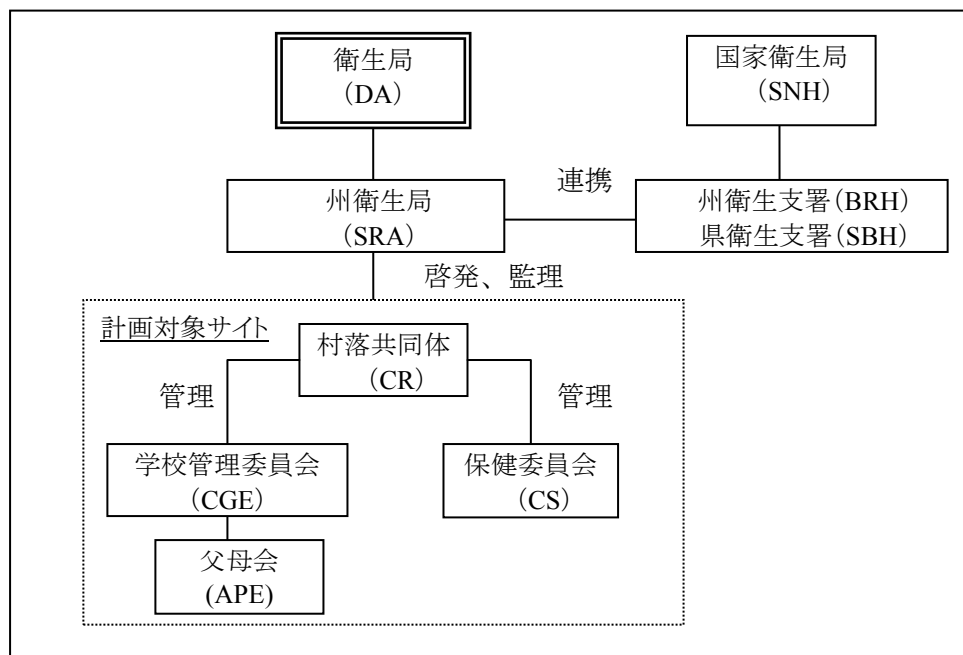 衛生局
（DA）
国家衛生局
（SNH）
連携
州衛生局
（SRA）
州衛生支署（BRH）
県衛生支署（SBH）
啓発、監理
計画対象サイト
村落共同体
（CR）
管理
管理
学校管理委員会
（CGE）
保健委員会
（CS）
父母会
(APE)